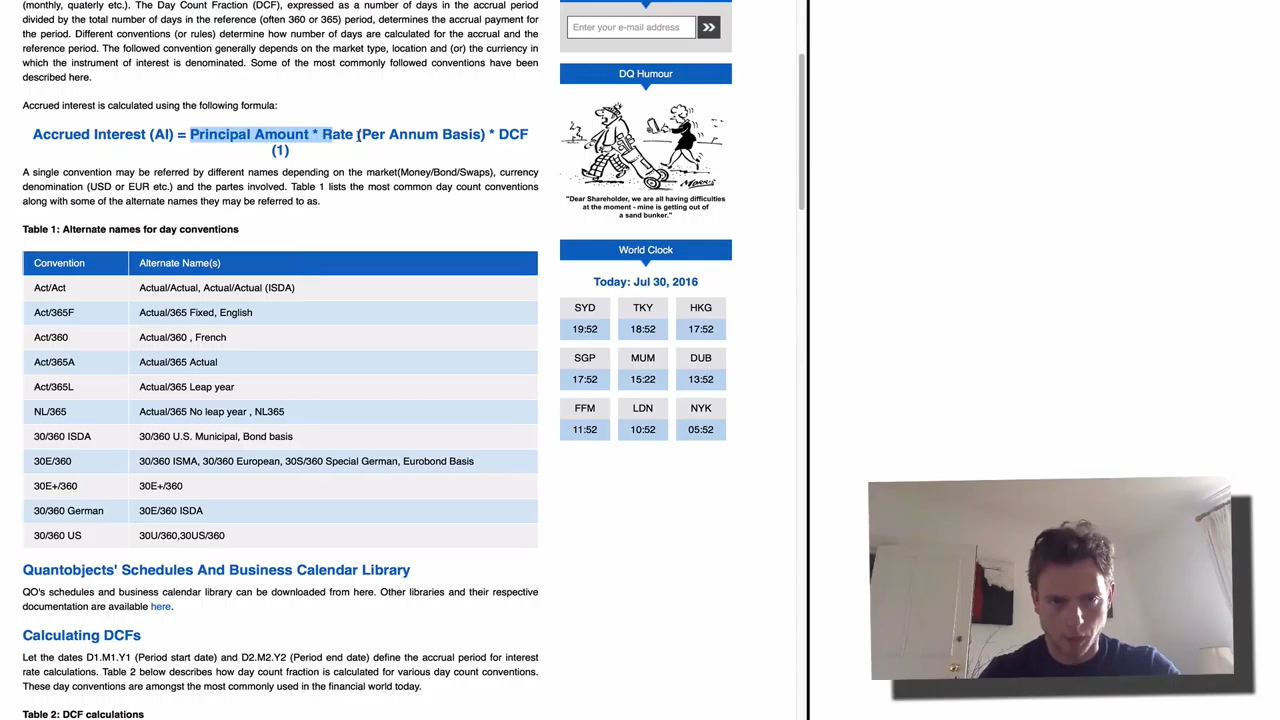 (monthly, quaterly etc.). The Day Count Fraction (DCF), expressed as a number of days in the accrual period
divided by the total number of days in the reference (often 360 or 365) period, determines the accrual payment for
the period. Different conventions (or rules) determine how number of days are calculated for the accrual and the
reference period. The followed convention generally depends on the market type, location and (or) the currency in
which the instrument of interest is denominated. Some of the most commonly followed conventions have been
described here.
Accrued interest is calculated using the following formula:
Accrued Interest (AI) = Principal Amount * Rate (Per Annum Basis) * DCF
(1)
A single convention may be referred by different names depending on the market(Money/Bond/Swaps), currency
denomination (USD or EUR etc.) and the partes involved. Table 1 lists the most common day count conventions
along with some of the alternate names they may be referred to as.
Table 1: Alternate names for day conventions
Convention Alternate Name(s)
Act/Act Actual/Actual, Actual/Actual (ISDA)
Act/365F Actual/365 Fixed, English
Act/360 Actual/360 , French
Act/365A Actual/365 Actual
Act/365L Actual/365 Leap year
NL/365 Actual/365 No leap year , NL365
30/360 ISDA 30/360 U.S. Municipal, Bond basis
30E/360 30/360 ISMA, 30/360 European, 30S/360 Special German, Eurobond Basis
30E+/360 30E+/360
30/360 German 30E/360 ISDA
30/360 US 30U/360,30US/360
Quantobjects' Schedules And Business Calendar Library
QO's schedules and business calendar library can be downloaded from here. Other libraries and their respective
documentation are available here.
Calculating DCFs
Let the dates D1.M1.Y1 (Period start date) and D2.M2.Y2 (Period end date) define the accrual period for interest
rate calculations. Table 2 below describes how day count fraction is calculated for various day count conventions.
These day conventions are amongst the most commonly used in the financial world today.
Table 2: DCF calculations
Enter your e-mail address
DQ Humour
"Dear Shareholder, we are all having difficulties
at the moment - mine is getting out of
a sand bunker."
World Clock
Today: Jul 30, 2016
SYD TKY HKG
19:52 18:52 17:52
SGP MUM DUB
17:52 15:22 13:52
FFM LDN NYK
11:52 10:52 05:52